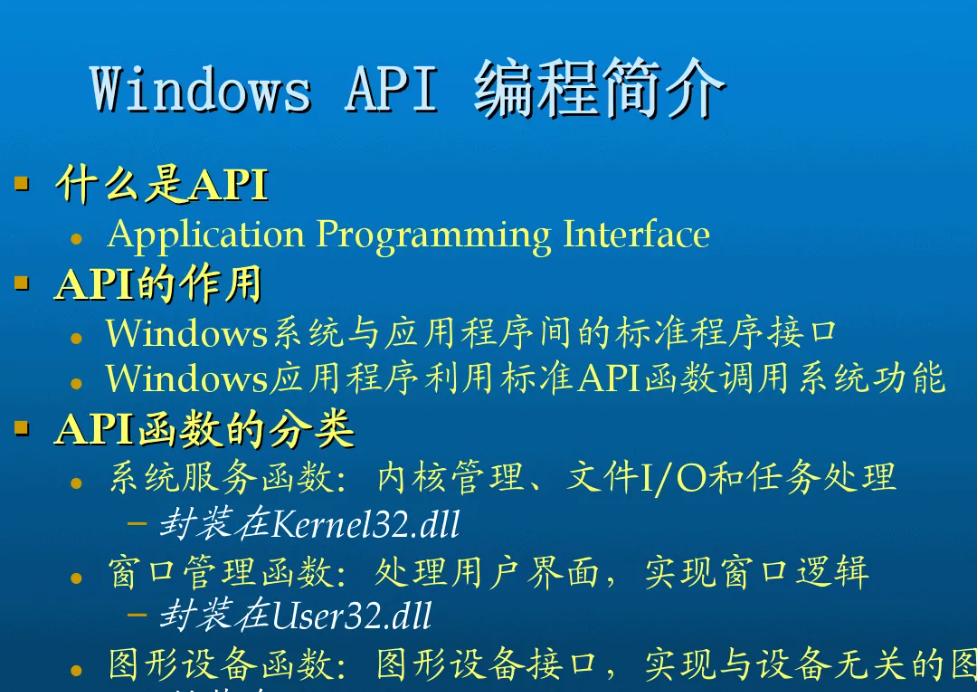 Windows API 编程简介
什么是API
Application Programming Interface
API的作用
Windows系统与应用程序间的标准程序接口
Windows应用程序利用标准API函数调用系统功能
API函数的分类
系统服务函数：内核管理、文件I/O和任务处理
– 封装在Kernel32.dll
窗口管理函数：处理用户界面，实现窗口逻辑
– 封装在User32.dll
图形设备函数：图形设备接口，实现与设备无关的图